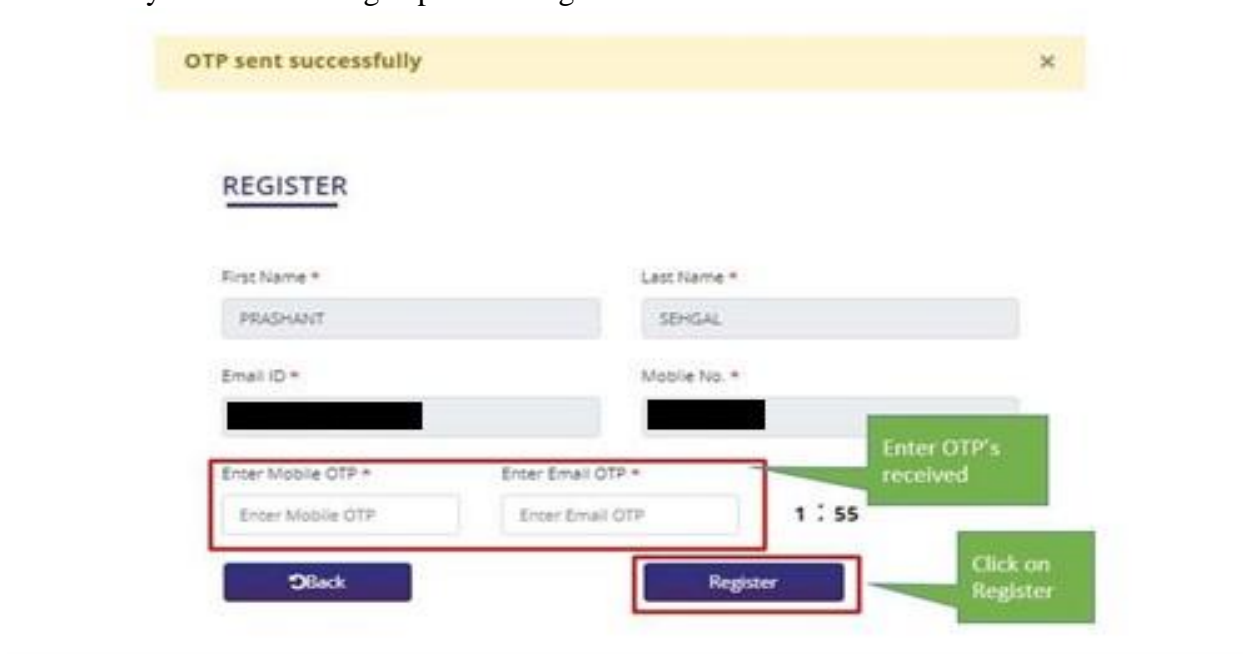 OTP sent successfully ×
REGISTER
First Name * Last Name *
PRASHANT SEHGAL
Email ID * Mobile No. *
Enter OTP's
received
Enter Mobile OTP * Enter Email OTP *
Enter Mobile OTP Enter Email OTP 1 : 55
Back Register
Click on
Register